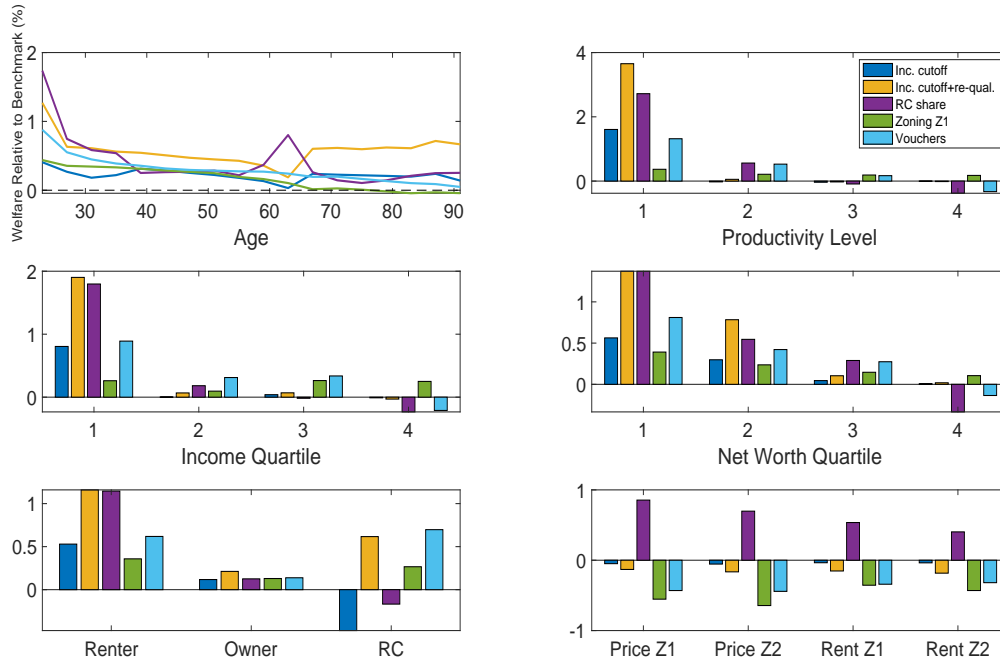 Welfare Relative to Benchmark (%)
2
1
0
30 40 50 60 70 80 90
Age
4
2
0
1 2 3 4
Productivity Level
Inc. cutoff
Inc. cutoff+re-qual.
RC share
Zoning Z1
Vouchers
2
1
0
1 2 3 4
Income Quartile
1
0.5
0
1 2 3 4
Net Worth Quartile
1
0.5
0
Renter Owner RC
1
0
-1
Price Z1 Price Z2 Rent Z1 Rent Z2